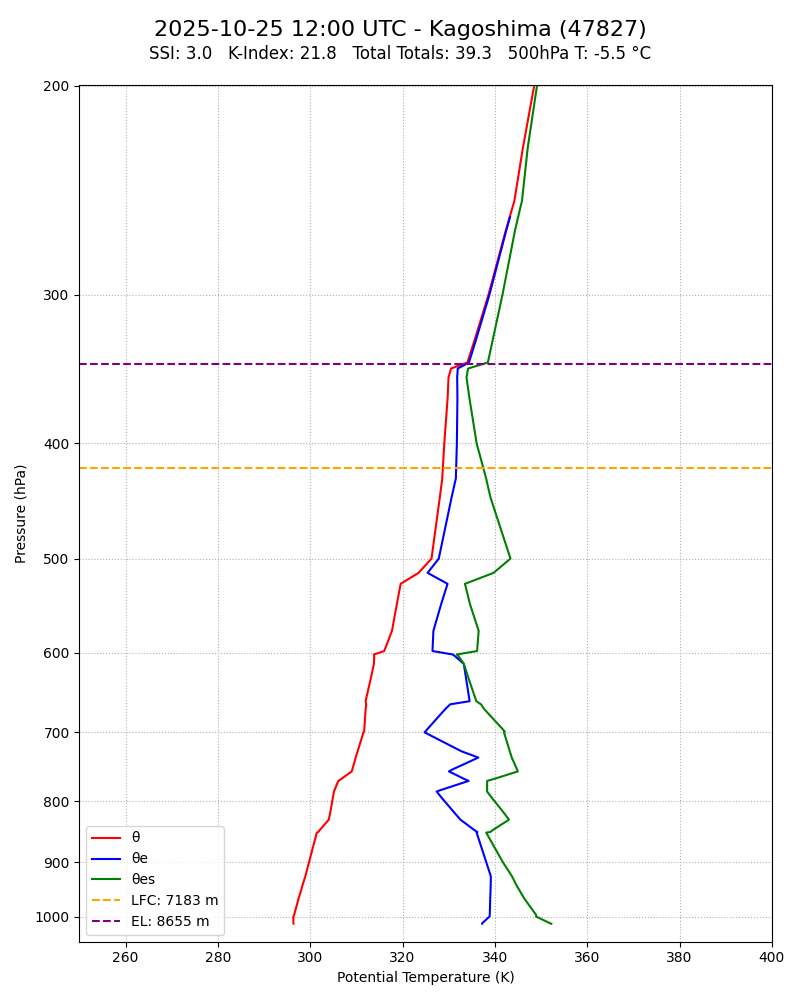 2025-10-25 12:00 UTC - Kagoshima (47827)
SSI: 3.0   K-Index: 21.8   Total Totals: 39.3   500hPa T: -5.5 °C
200
300
400
500
600
700
800
900
1000
Pressure (hPa)
θ
θe
θes
LFC: 7183 m
EL: 8655 m
260 280 300 320 340 360 380 400
Potential Temperature (K)